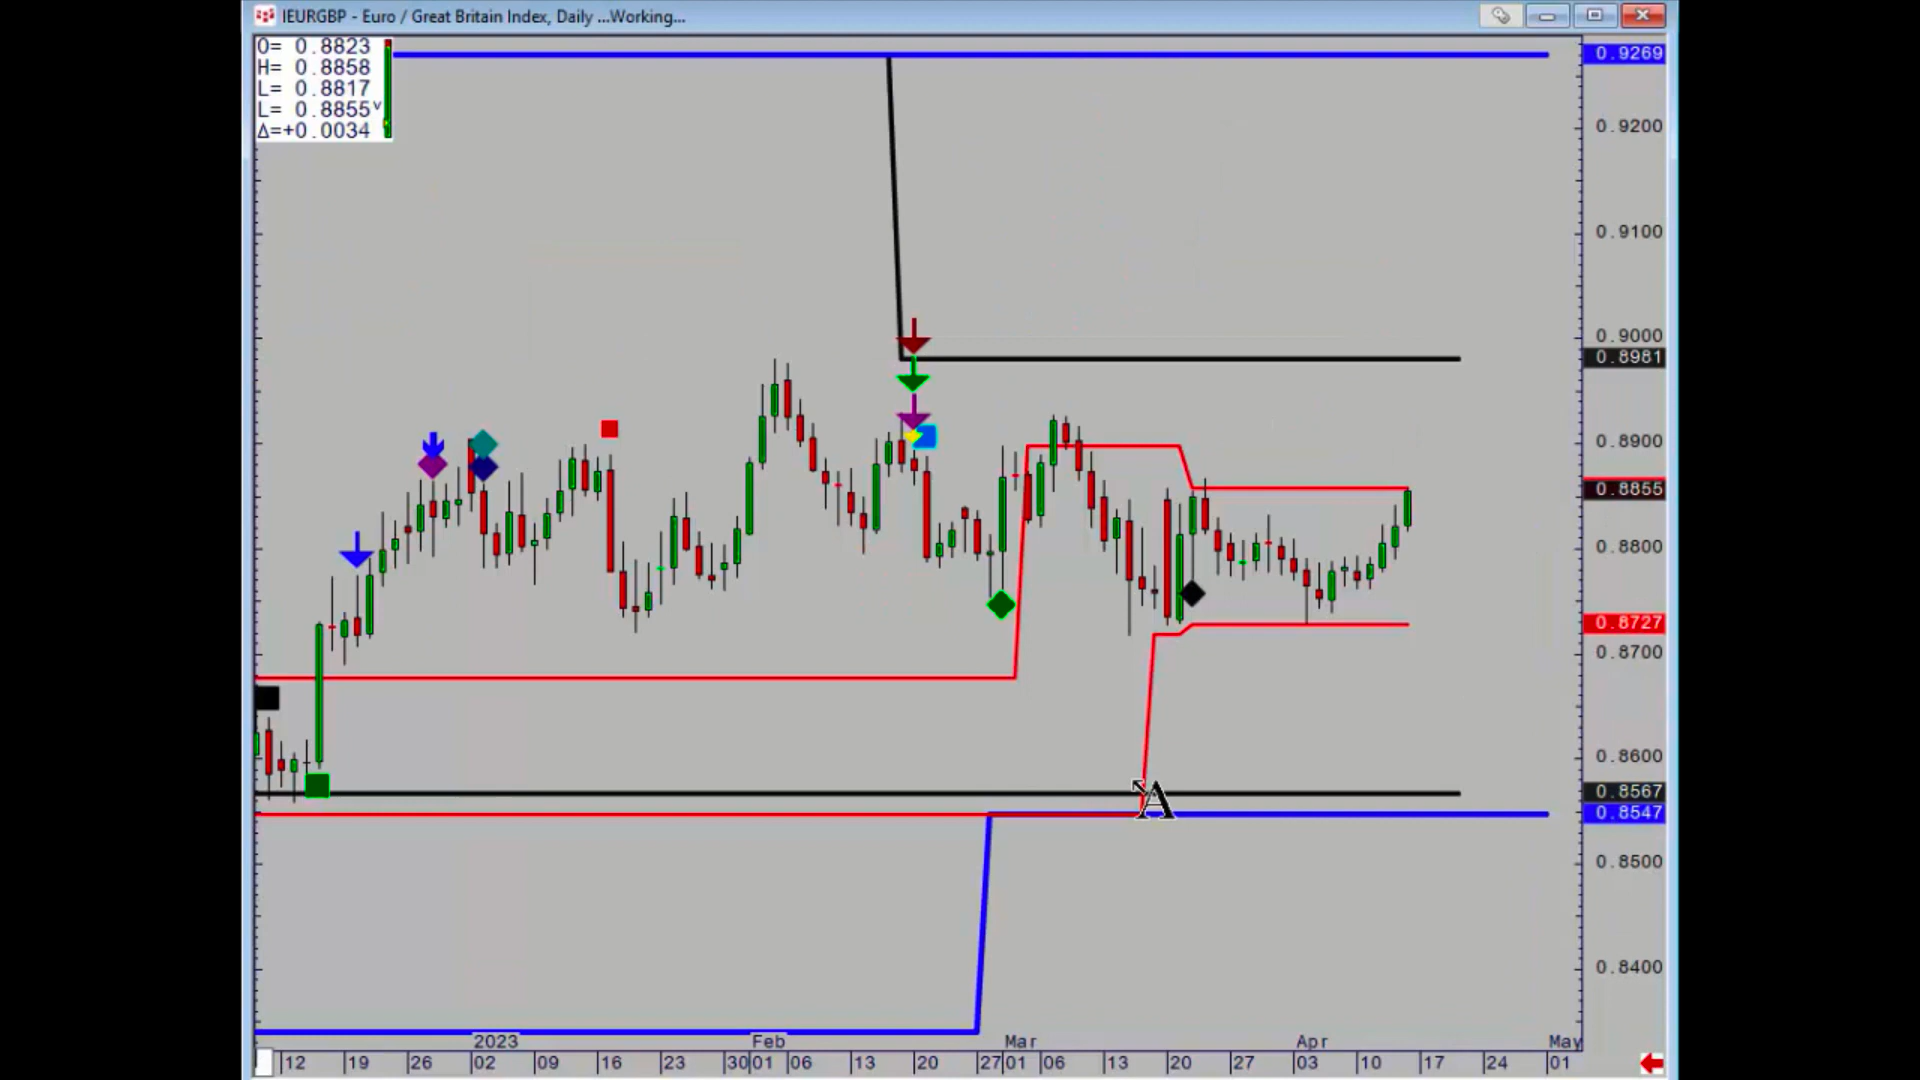 IEURGBP - Euro / Great Britain Index, Daily ...Working...
O= 0.8823
H= 0.8858
L= 0.8817
L= 0.8855v
Δ=+0.0034
0.9269
0.9200
0.9100
0.9000
0.8981
0.8900
0.8855
0.8800
0.8727
0.8700
0.8600
0.8567
0.8547
0.8500
0.8400
A
2023 Feb Mar Apr May
12 19 26 02 09 16 23 30 01 06 13 20 27 01 06 13 20 27 03 10 17 24 01